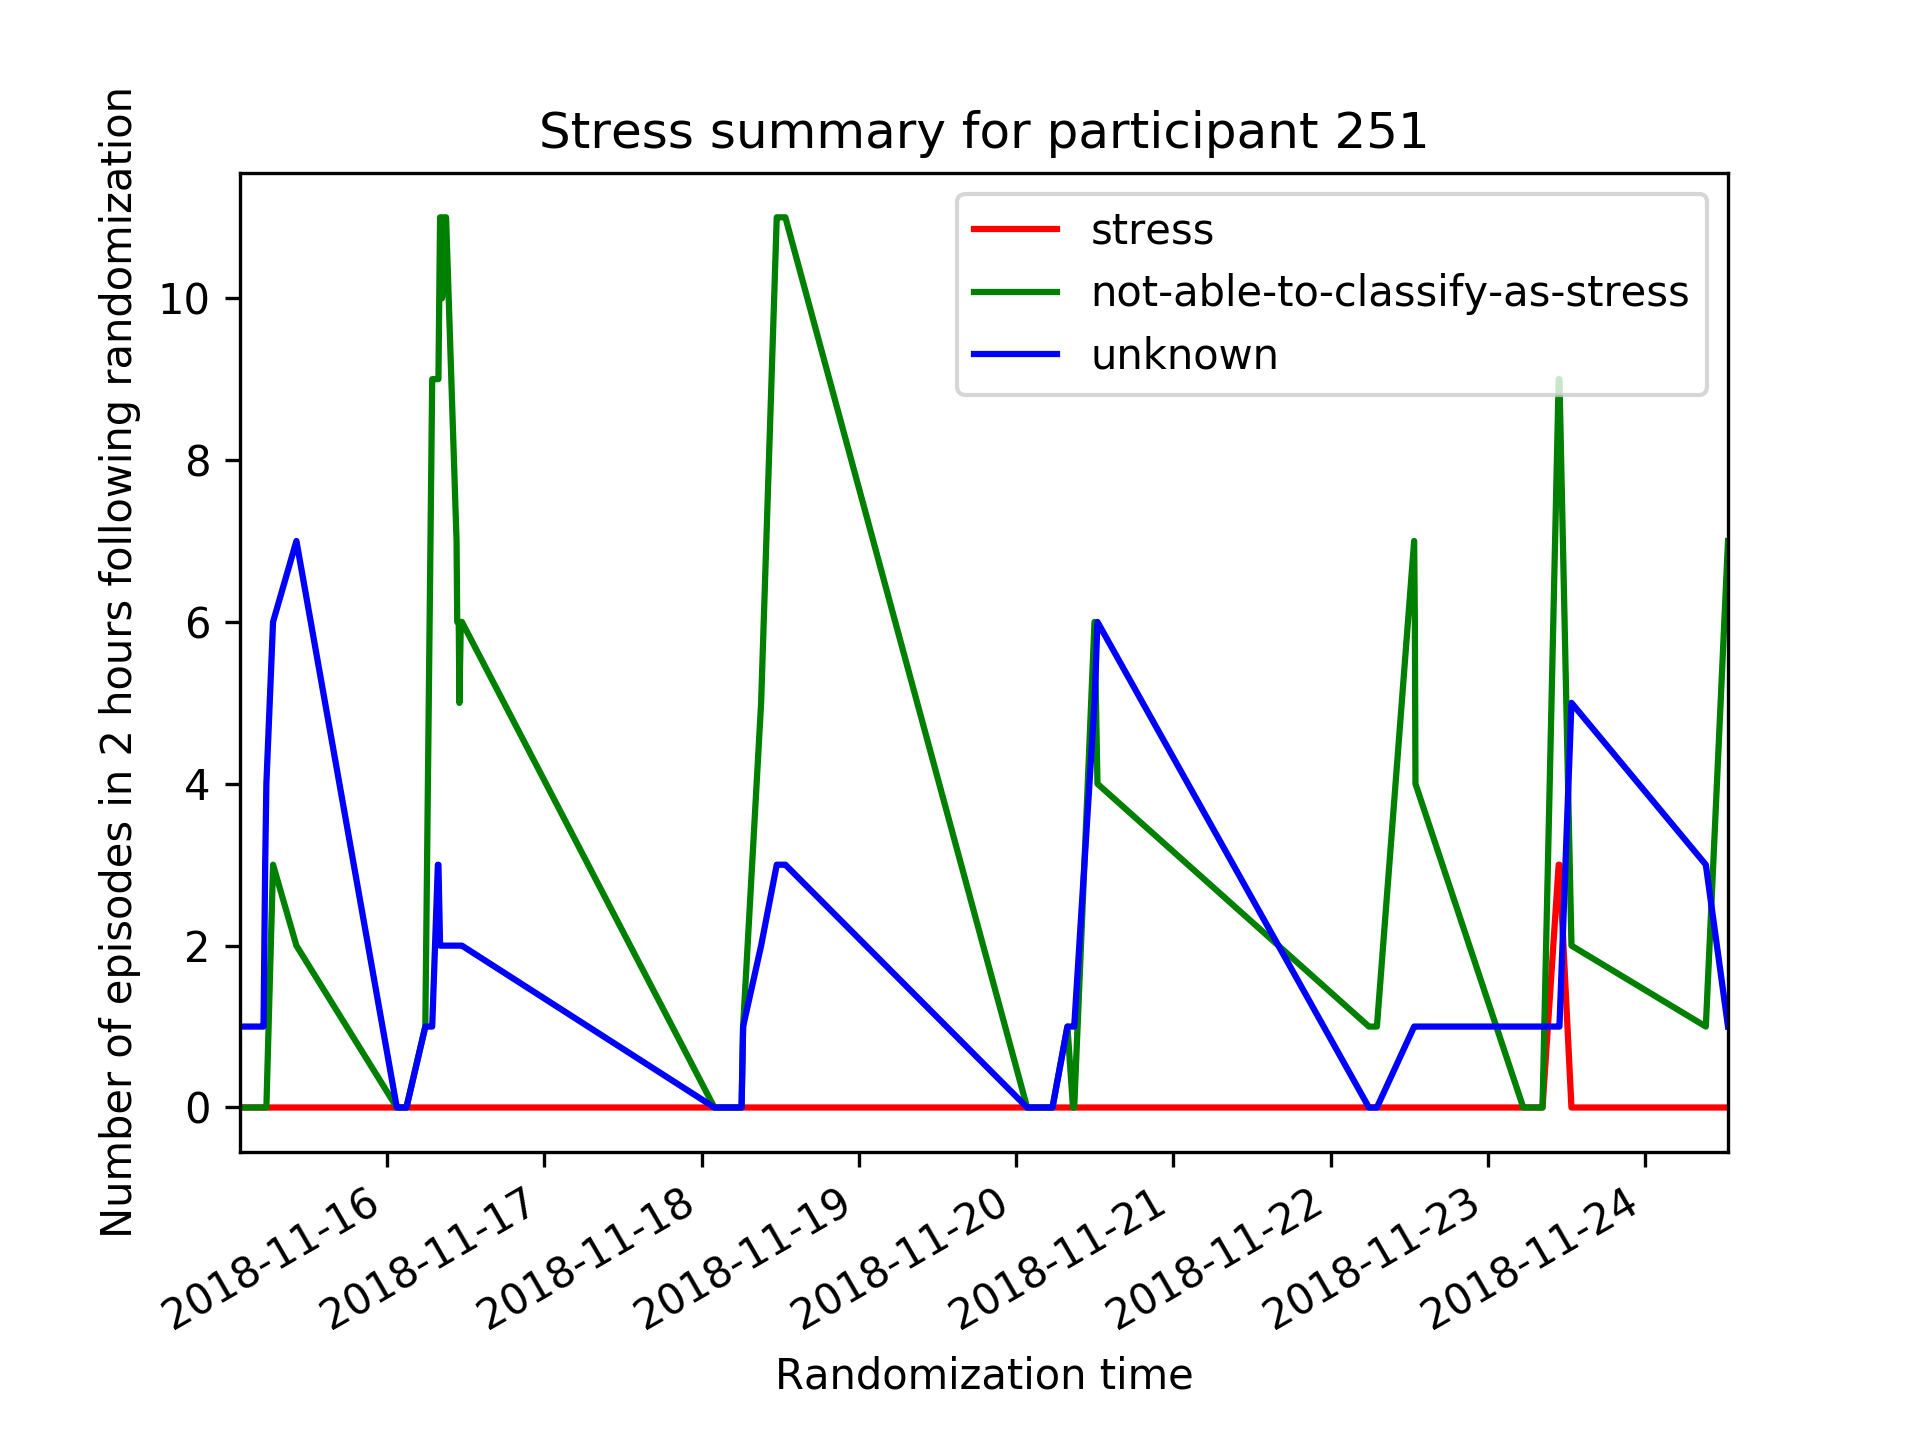 Stress summary for participant 251
Number of episodes in 2 hours following randomization
10
8
6
4
2
0
stress
not-able-to-classify-as-stress
unknown
2018-11-16
2018-11-17
2018-11-18
2018-11-19
2018-11-20
2018-11-21
2018-11-22
2018-11-23
2018-11-24
Randomization time